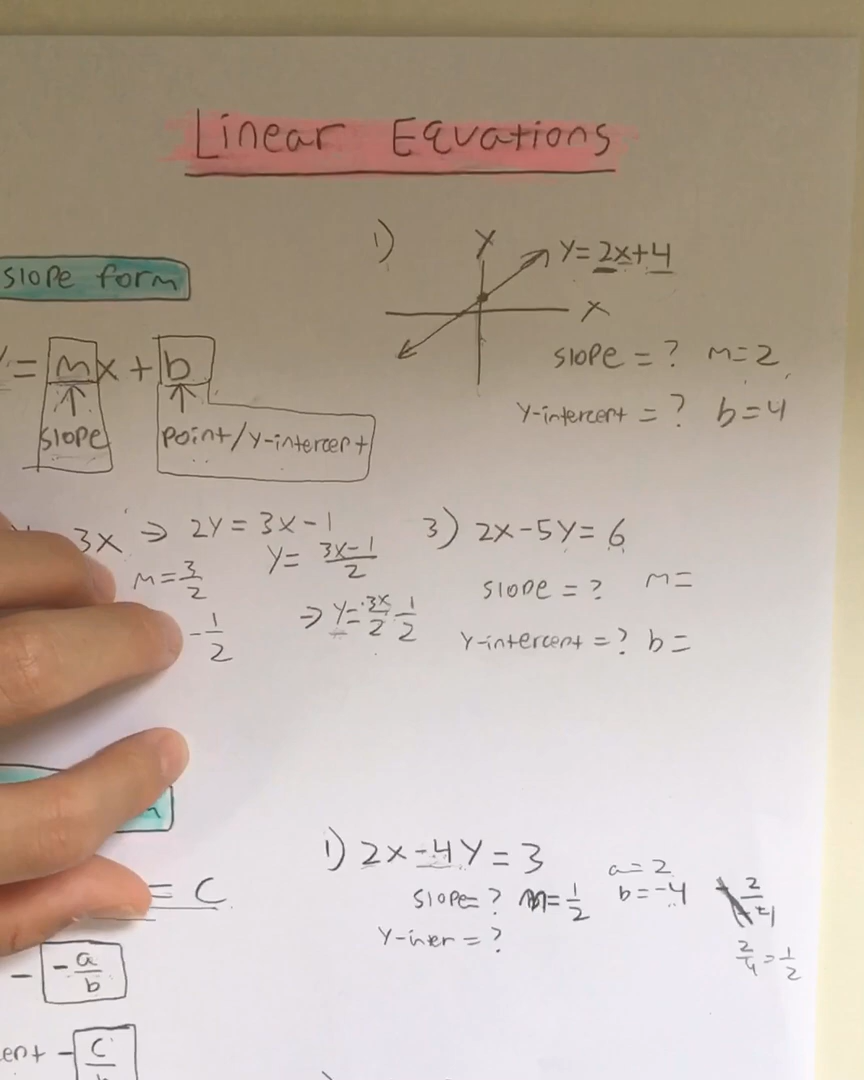 Linear Equations
slope form
= mx + b
slope
point/y-intercept
1)
y
y=2x+4
x
slope = ? m=2
y-intercept = ? b=4
3x ⇒ 2y = 3x-1
y= 3x-1/2
m=3/2
⇒ y=3x/2-1/2
-1/2
3) 2x-5y=6
slope = ? m=
y-intercept = ? b=
= C
1) 2x-4y=3
a=2
slope= ? m=1/2
b=-4
y-inter = ?
2/4=1/2
- -a/b
- C